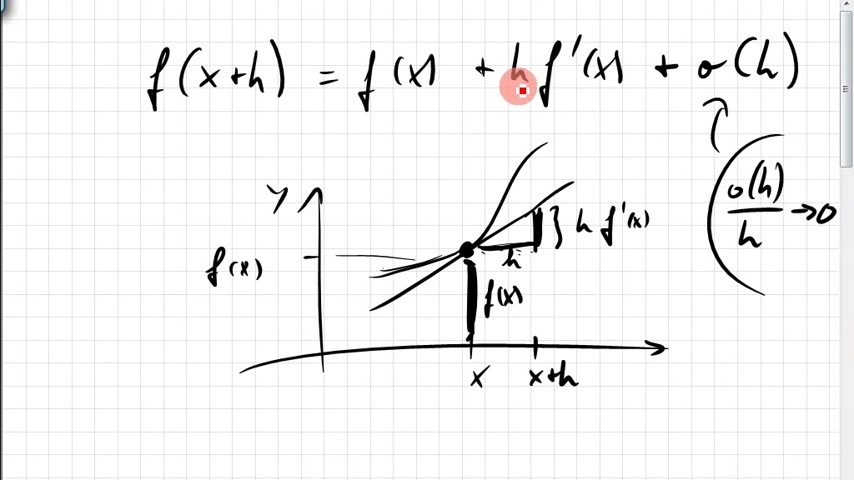 f(x+h) = f(x) + h f'(x) + o(h)
o(h)/h → 0
y
} h f'(x)
f(x)
h
f(x)
x x+h